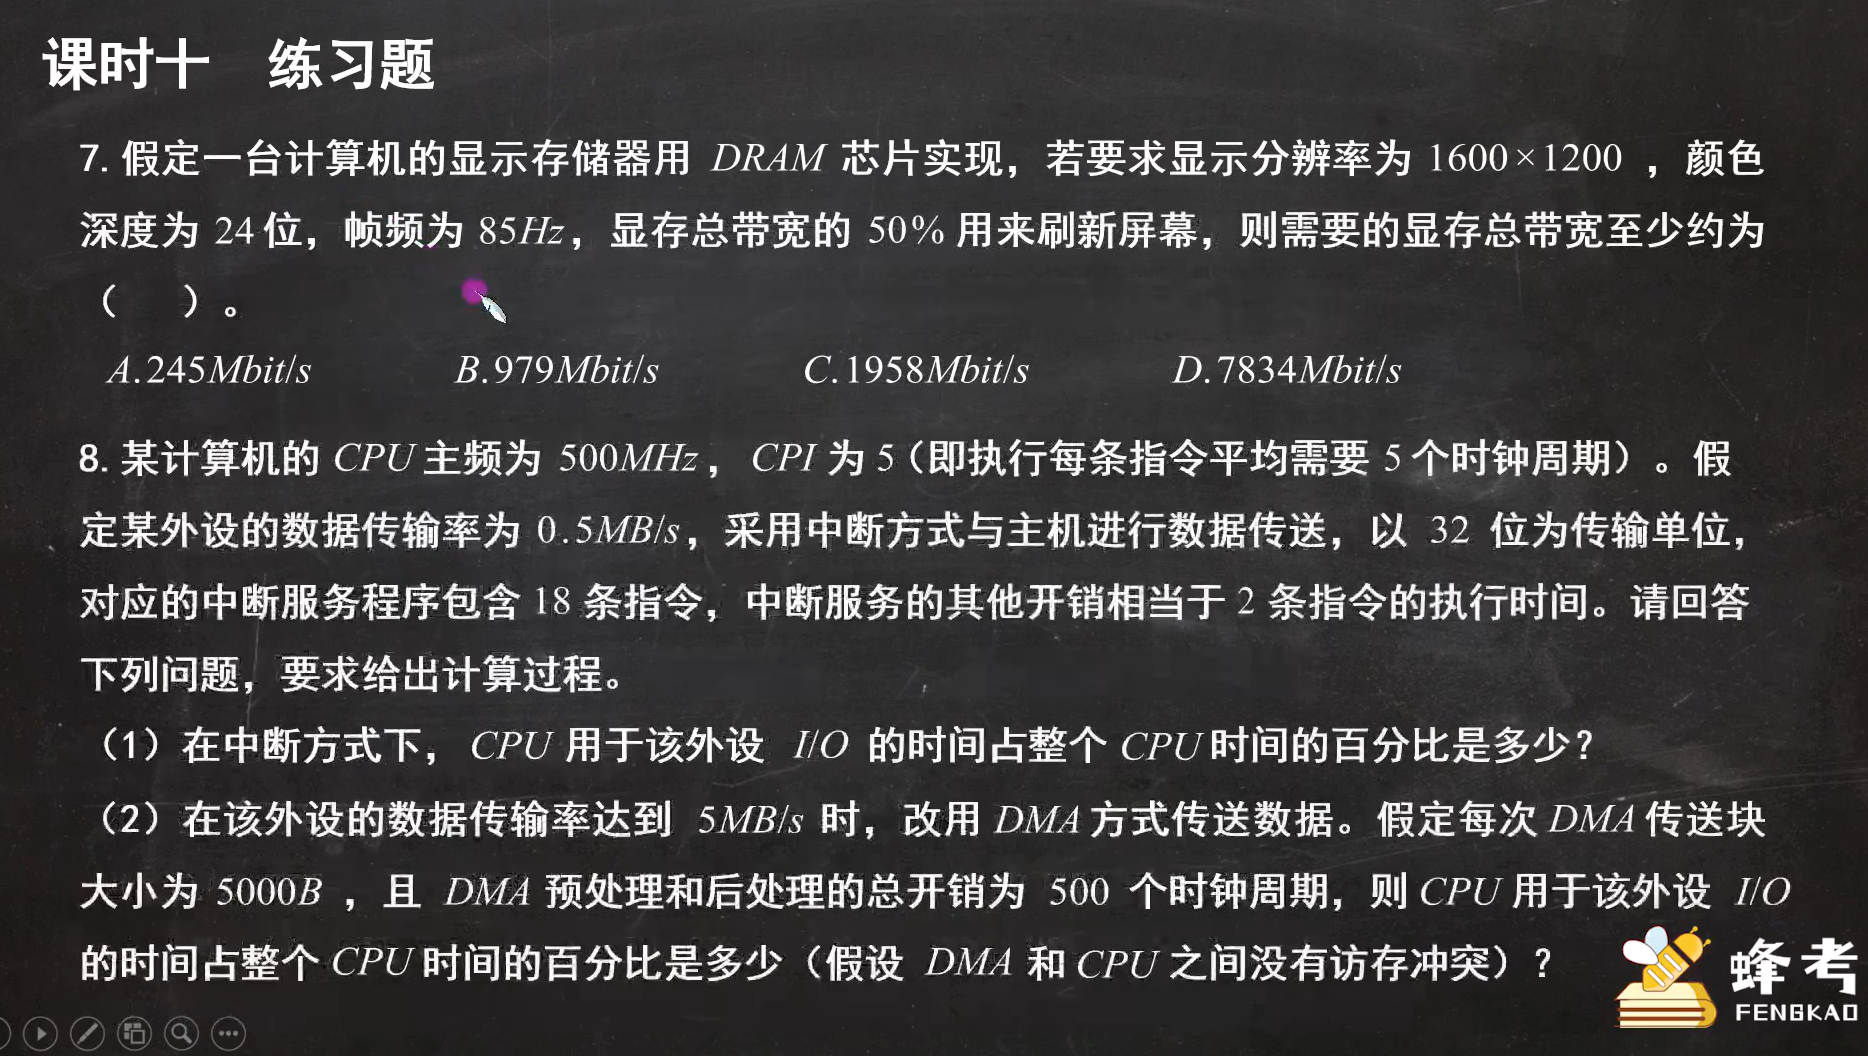 课时十 练习题
7. 假定一台计算机的显示存储器用 DRAM 芯片实现，若要求显示分辨率为 1600×1200 ，颜色
深度为 24 位，帧频为 85Hz，显存总带宽的 50% 用来刷新屏幕，则需要的显存总带宽至少约为
（ ）。
A.245Mbit/s B.979Mbit/s C.1958Mbit/s D.7834Mbit/s
8. 某计算机的 CPU 主频为 500MHz，CPI 为 5（即执行每条指令平均需要 5 个时钟周期）。假
定某外设的数据传输率为 0.5MB/s，采用中断方式与主机进行数据传送，以 32 位为传输单位，
对应的中断服务程序包含 18 条指令，中断服务的其他开销相当于 2 条指令的执行时间。请回答
下列问题，要求给出计算过程。
（1）在中断方式下，CPU 用于该外设 I/O 的时间占整个 CPU 时间的百分比是多少？
（2）在该外设的数据传输率达到 5MB/s 时，改用 DMA 方式传送数据。假定每次 DMA 传送块
大小为 5000B ，且 DMA 预处理和后处理的总开销为 500 个时钟周期，则 CPU 用于该外设 I/O
的时间占整个 CPU 时间的百分比是多少（假设 DMA 和 CPU 之间没有访存冲突）？
蜂考
FENGKAO